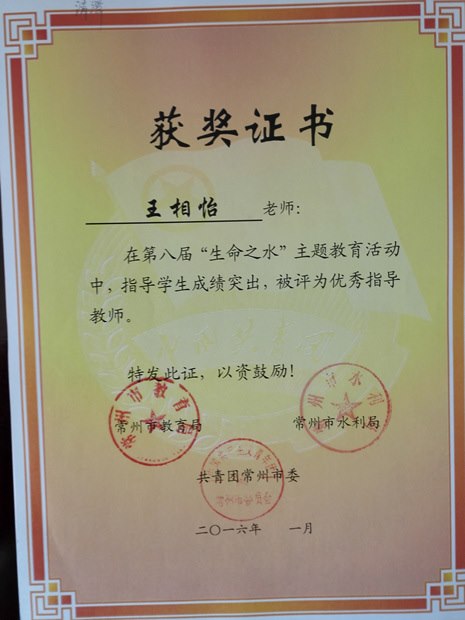 获奖证书
王相怡 老师：
在第八届“生命之水”主题教育活动
中，指导学生成绩突出，被评为优秀指导
教师。
特发此证，以资鼓励！
常州市教育局 常州市水利局
共青团常州市委
二〇一六年 一月